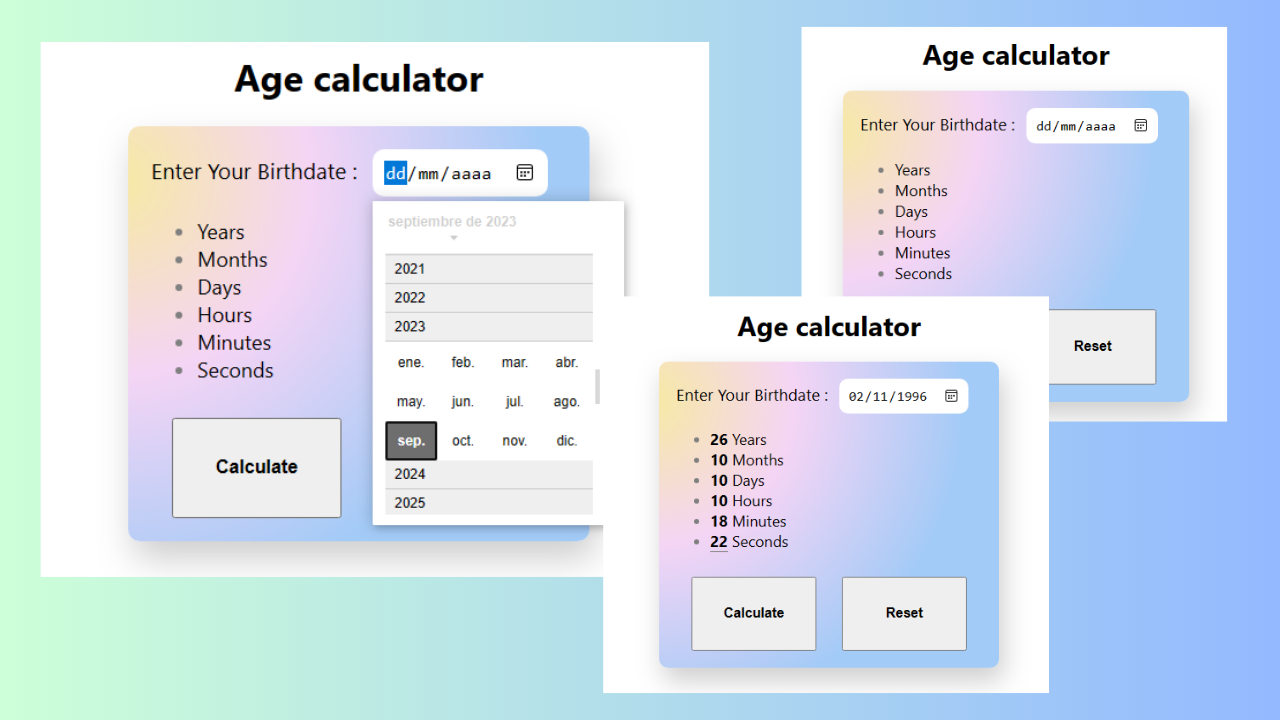 Age calculator
Enter Your Birthdate : dd/mm/aaaa
Years
Months
Days
Hours
Minutes
Seconds
Calculate
septiembre de 2023
2021
2022
2023
ene. feb. mar. abr.
may. jun. jul. ago.
sep. oct. nov. dic.
2024
2025
Age calculator
Enter Your Birthdate : dd/mm/aaaa
Years
Months
Days
Hours
Minutes
Seconds
Reset
Age calculator
Enter Your Birthdate : 02/11/1996
26 Years
10 Months
10 Days
10 Hours
18 Minutes
22 Seconds
Calculate Reset